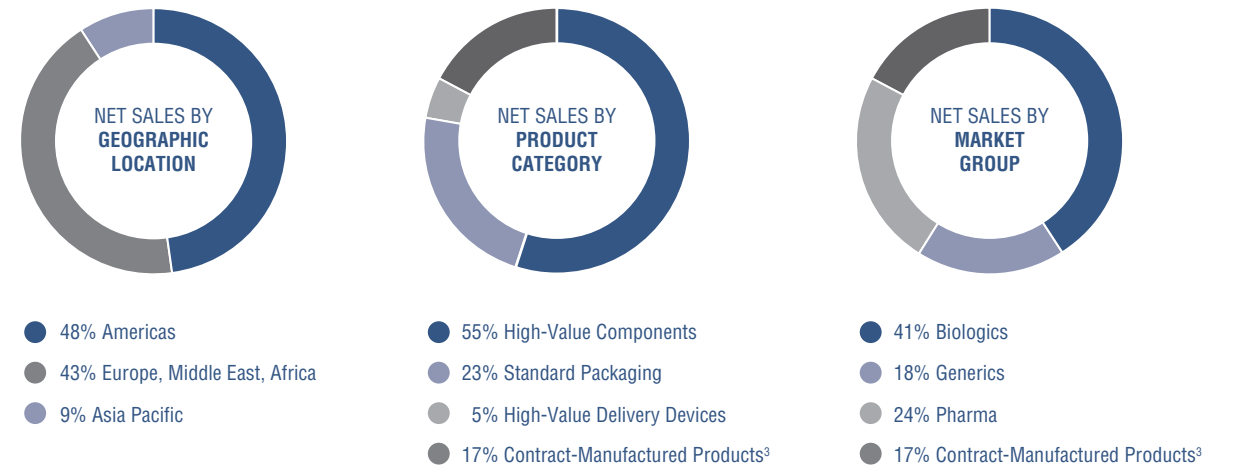 NET SALES BY
GEOGRAPHIC
LOCATION
48% Americas
43% Europe, Middle East, Africa
9% Asia Pacific
NET SALES BY
PRODUCT
CATEGORY
55% High-Value Components
23% Standard Packaging
5% High-Value Delivery Devices
17% Contract-Manufactured Products³
NET SALES BY
MARKET
GROUP
41% Biologics
18% Generics
24% Pharma
17% Contract-Manufactured Products³